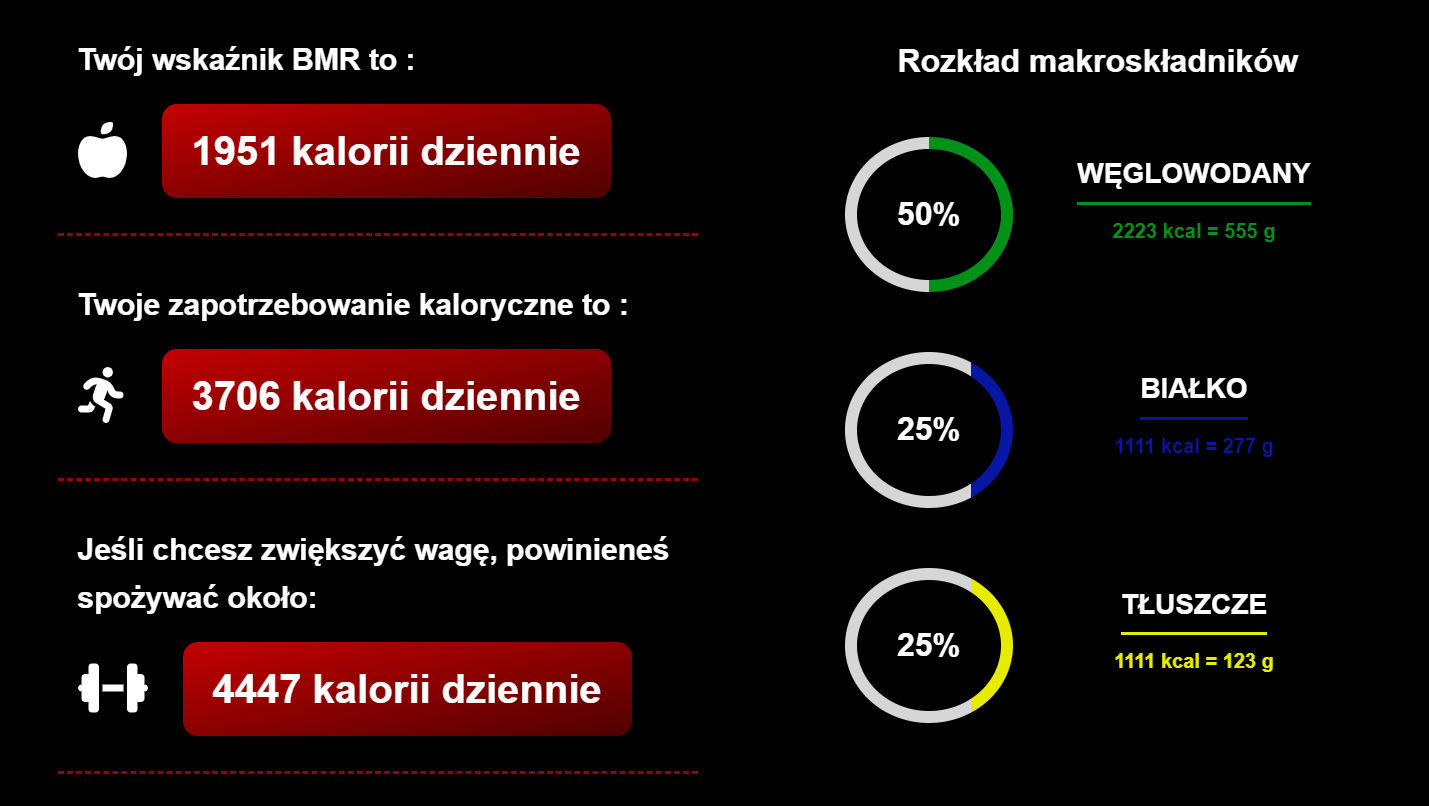 Twój wskaźnik BMR to :
1951 kalorii dziennie
Twoje zapotrzebowanie kaloryczne to :
3706 kalorii dziennie
Jeśli chcesz zwiększyć wagę, powinieneś
spożywać około:
4447 kalorii dziennie
Rozkład makroskładników
50%
WĘGLOWODANY
2223 kcal = 555 g
25%
BIAŁKO
1111 kcal = 277 g
25%
TŁUSZCZE
1111 kcal = 123 g